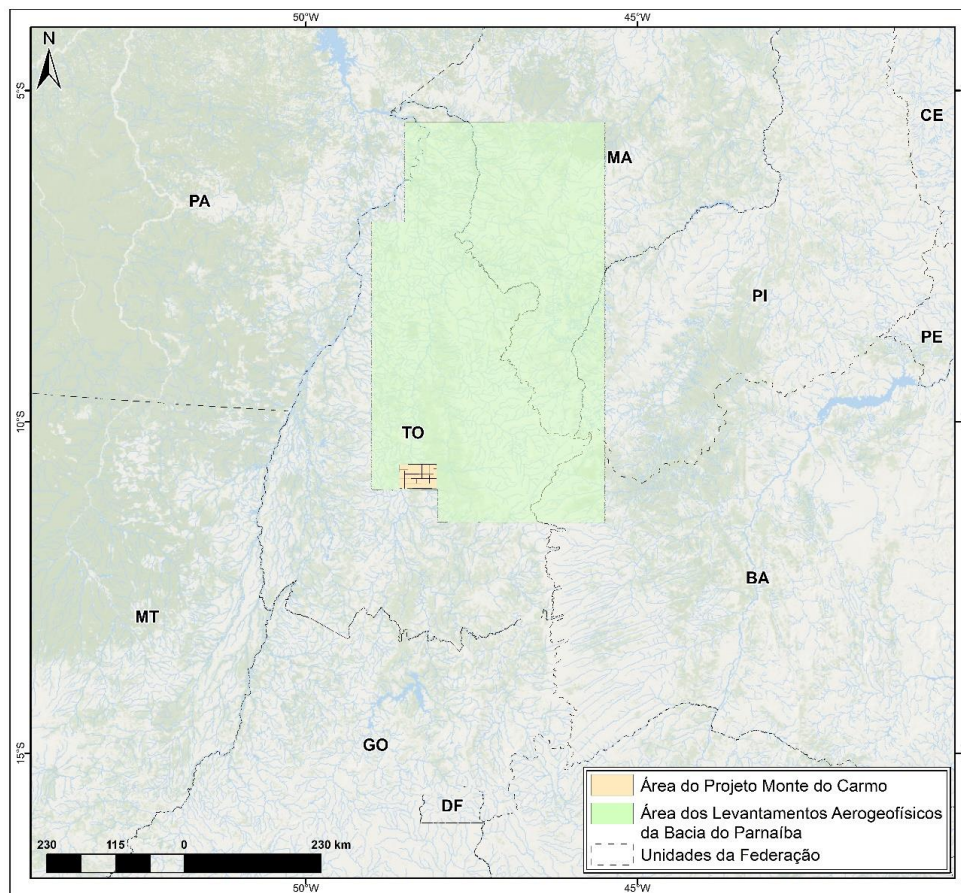 50°W 45°W
N
5°S
CE
MA
PA
PI
PE
10°S
TO
BA
MT
15°S
GO
DF
Área do Projeto Monte do Carmo
Área dos Levantamentos Aerogeofísicos
da Bacia do Parnaíba
Unidades da Federação
230 115 0 230 km
50°W 45°W